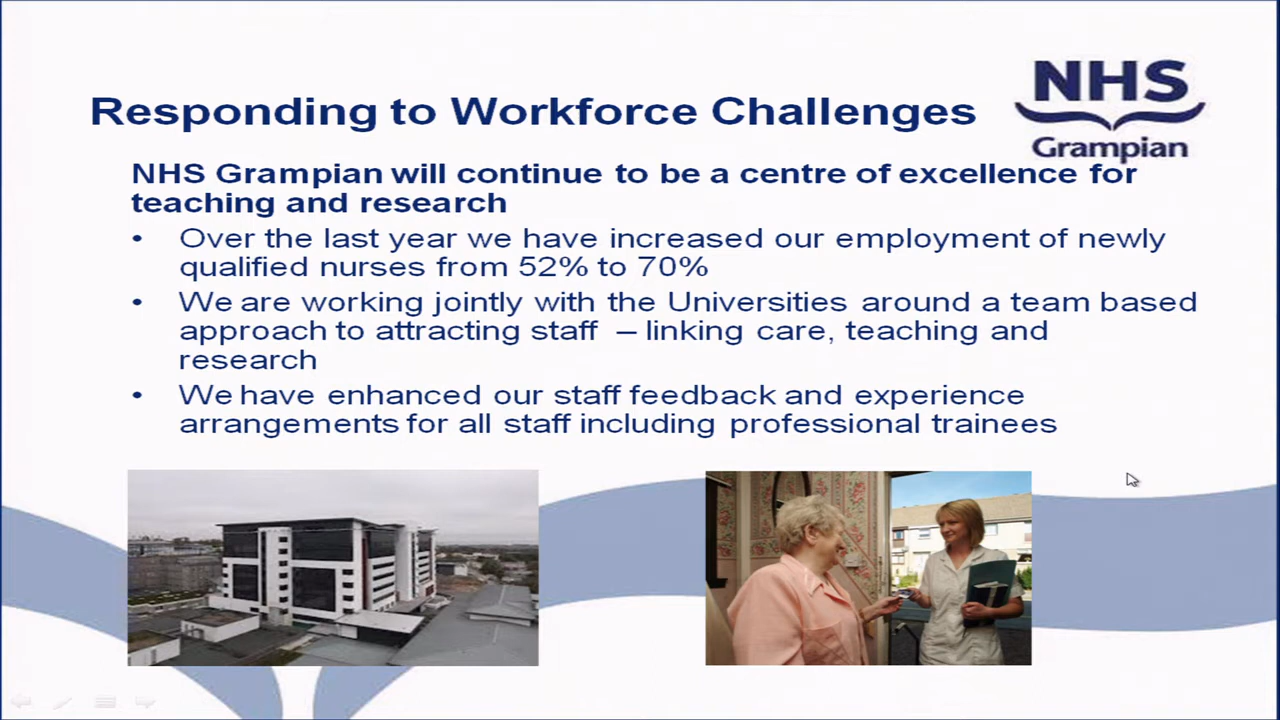 NHS
Responding to Workforce Challenges
Grampian
NHS Grampian will continue to be a centre of excellence for
teaching and research
• Over the last year we have increased our employment of newly
qualified nurses from 52% to 70%
• We are working jointly with the Universities around a team based
approach to attracting staff – linking care, teaching and
research
• We have enhanced our staff feedback and experience
arrangements for all staff including professional trainees